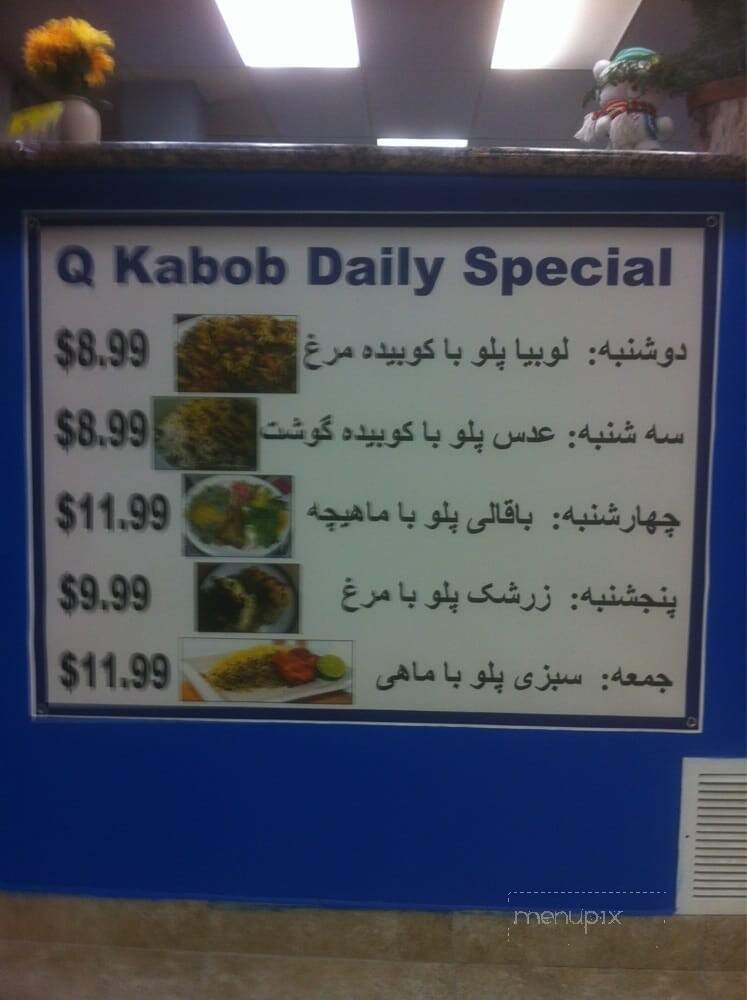 Q Kabob Daily Special
دوشنبه: لوبیا پلو با کوبیده مرغ $8.99
سه شنبه: عدس پلو با کوبیده گوشت $8.99
چهارشنبه: باقالی پلو با ماهیچه $11.99
پنجشنبه: زرشک پلو با مرغ $9.99
جمعه: سبزی پلو با ماهی $11.99
menupix